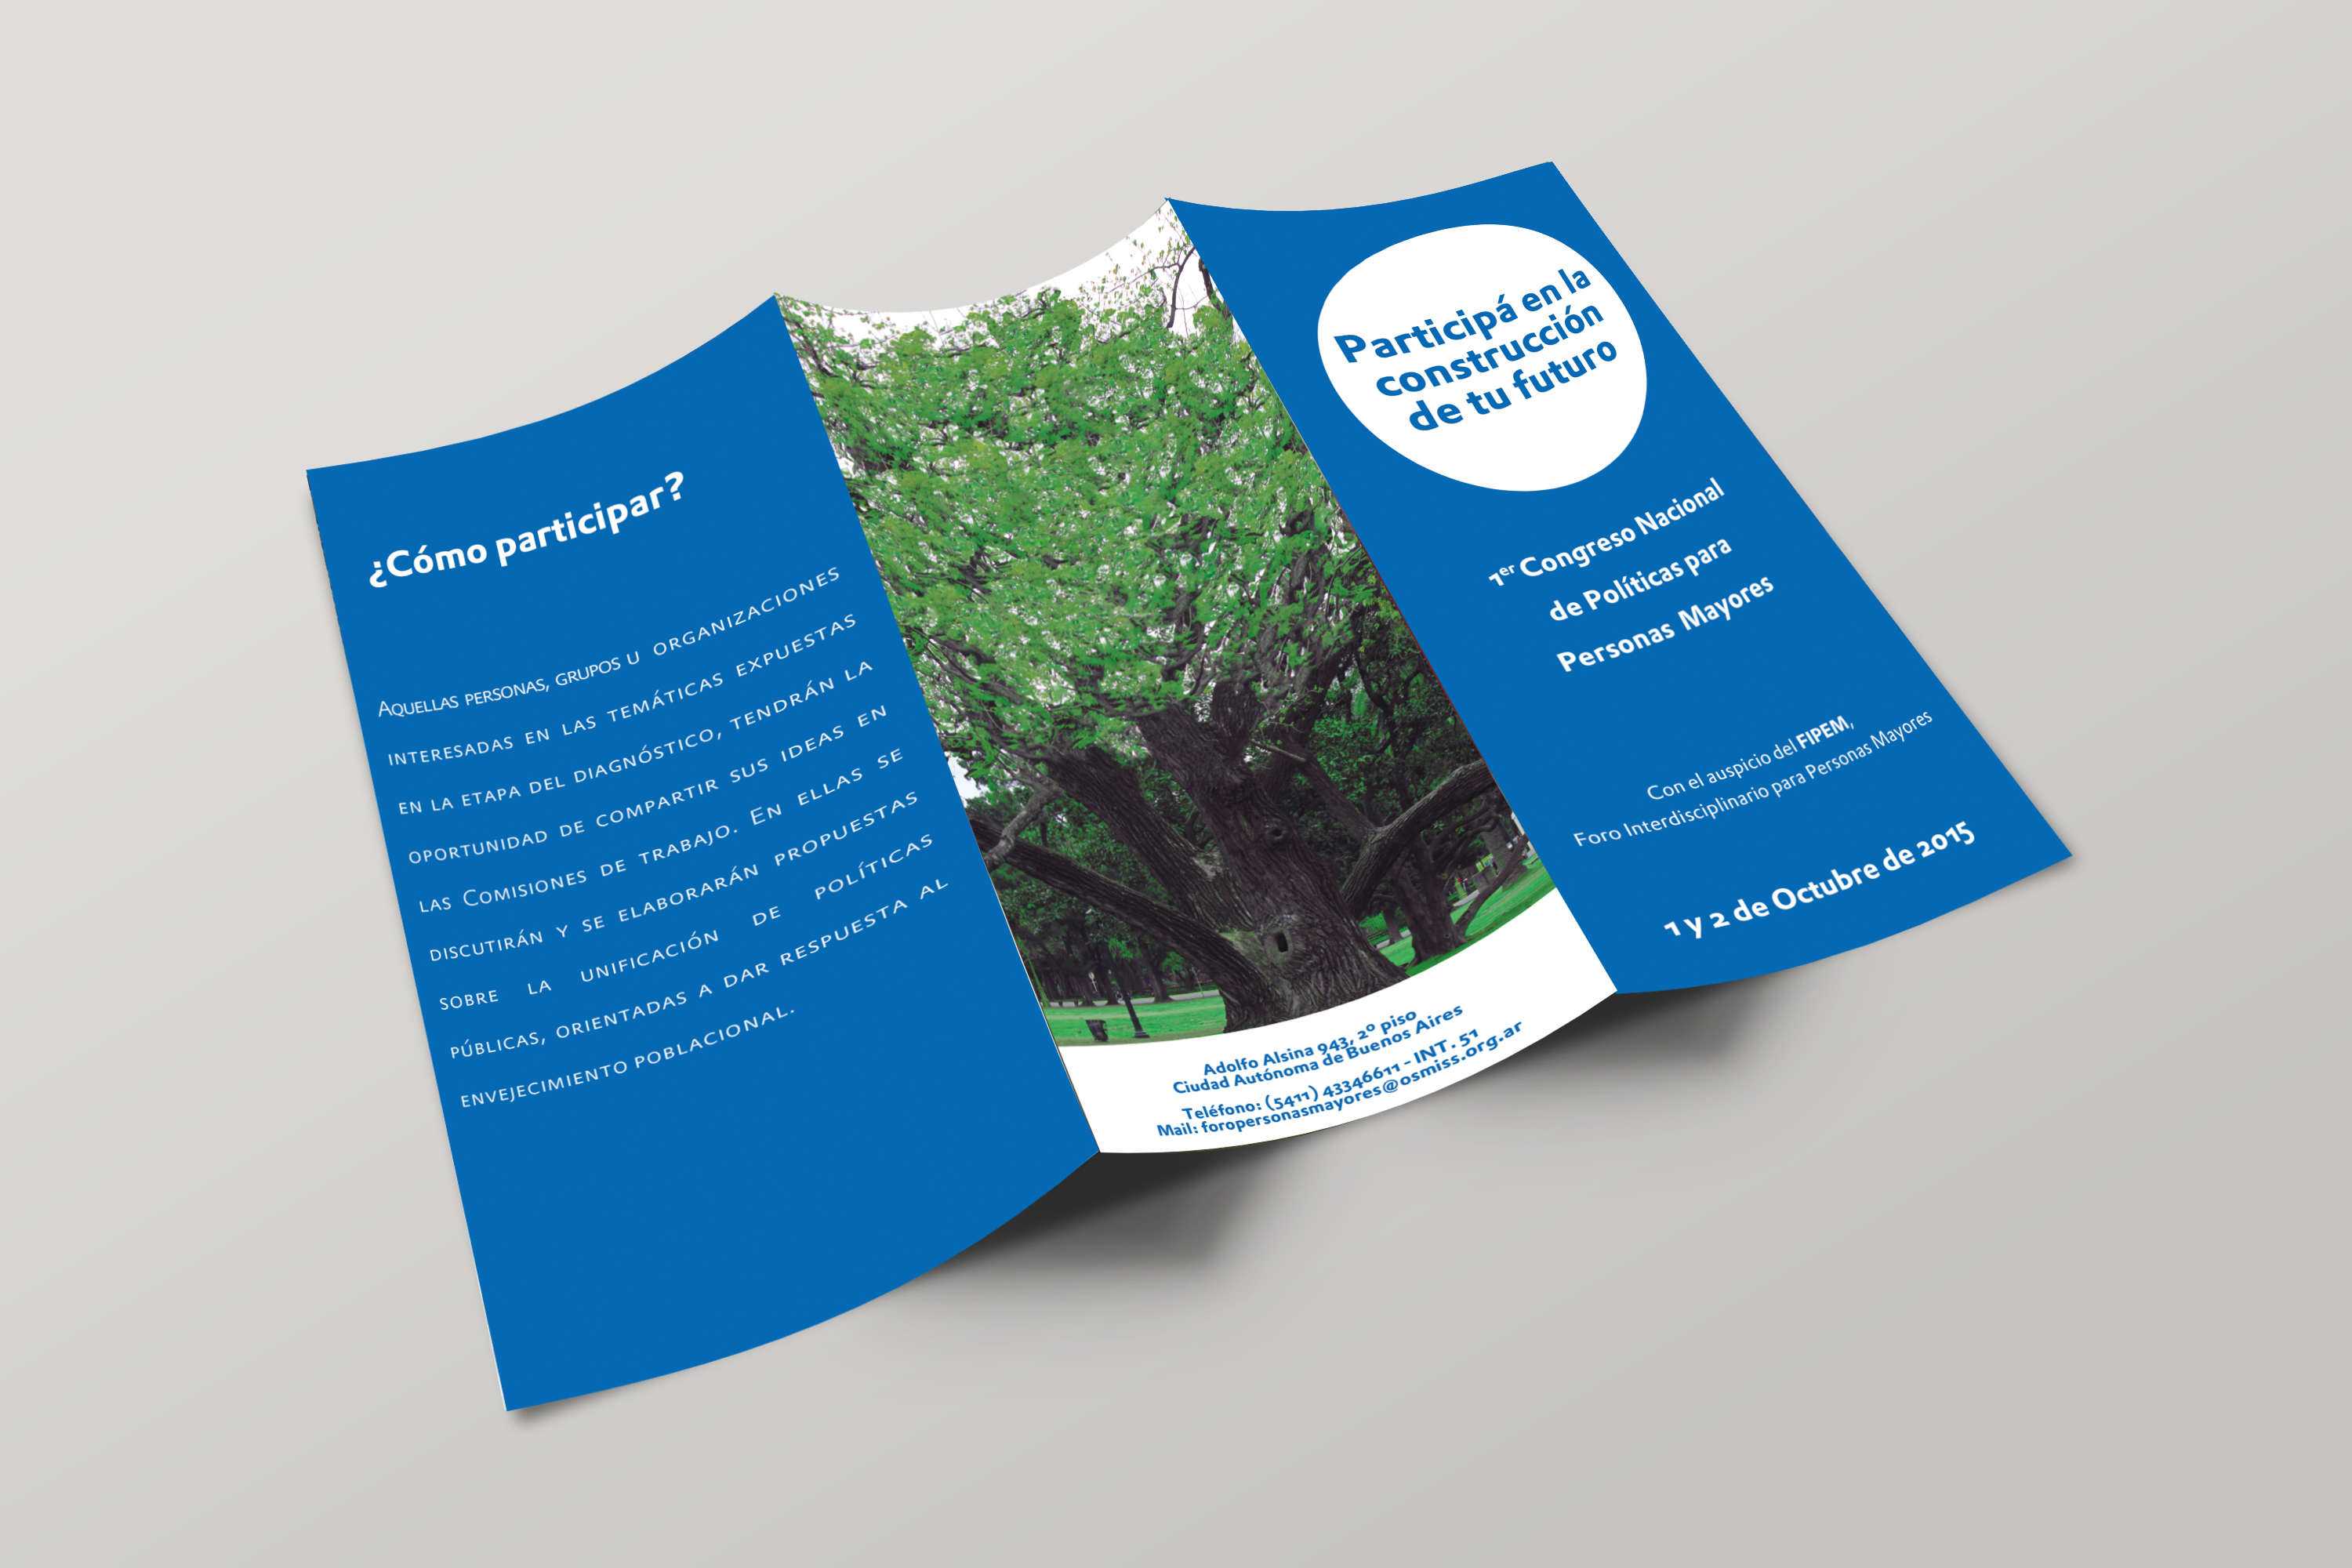 ¿Cómo participar?
Aquellas personas, grupos u organizaciones
interesadas en las temáticas expuestas
en la etapa del diagnóstico, tendrán la
oportunidad de compartir sus ideas en
las Comisiones de trabajo. En ellas se
discutirán y se elaborarán propuestas
sobre la unificación de políticas
públicas, orientadas a dar respuesta al
envejecimiento poblacional.
Adolfo Alsina 943, 2º piso
Ciudad Autónoma de Buenos Aires
Teléfono: (5411) 43346611 - INT. 51
Mail: foropersonasmayores@osmiss.org.ar
Participá en la
construcción
de tu futuro
1er Congreso Nacional
de Políticas para
Personas Mayores
Con el auspicio del FIPEM,
Foro Interdisciplinario para Personas Mayores
1 y 2 de Octubre de 2015